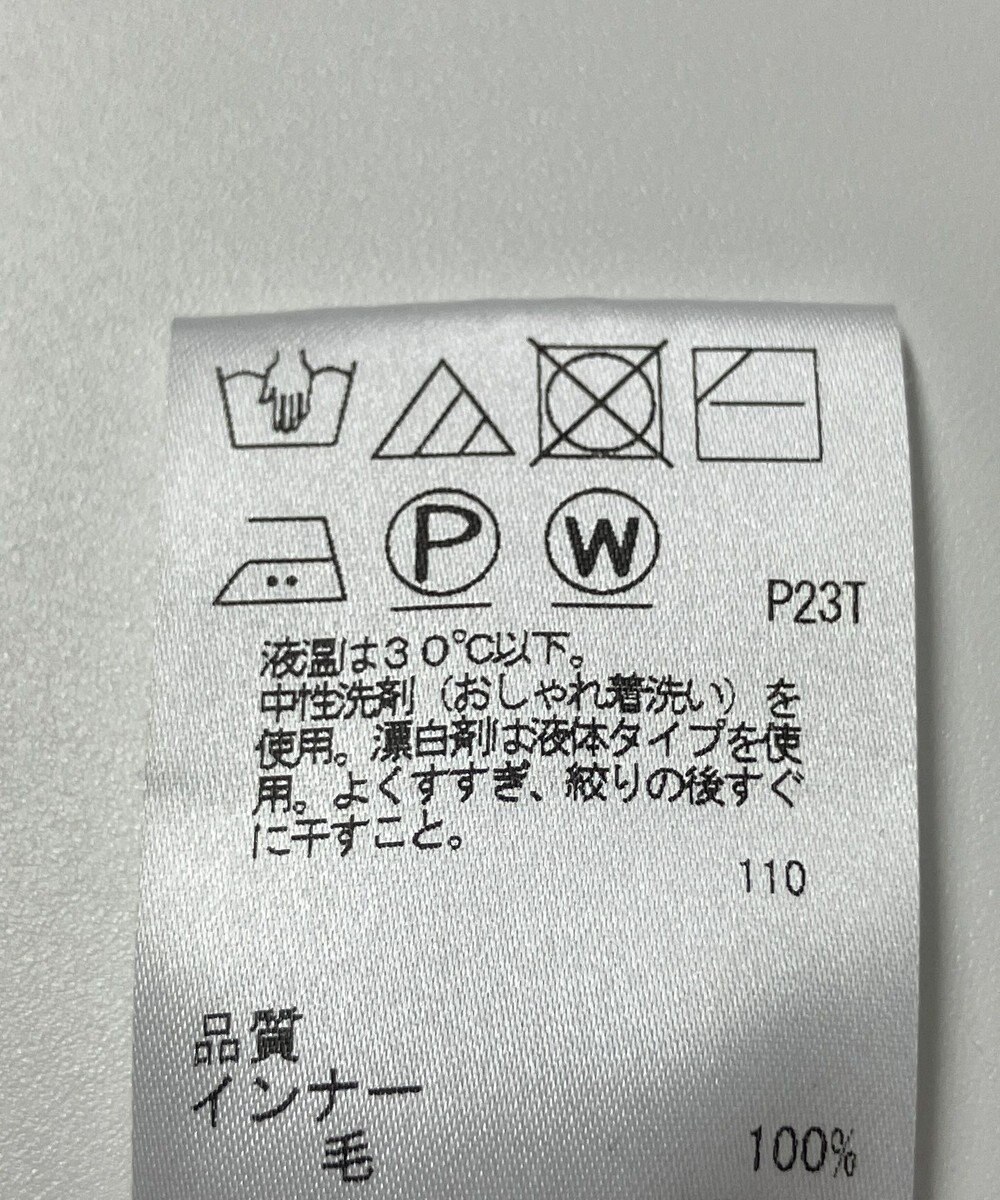 P W
P23T
液温は30℃以下。
中性洗剤（おしゃれ着洗い）を
使用。漂白剤は液体タイプを使
用。よくすすぎ、絞りの後すぐ
に干すこと。
110
品質
インナー
毛 100%